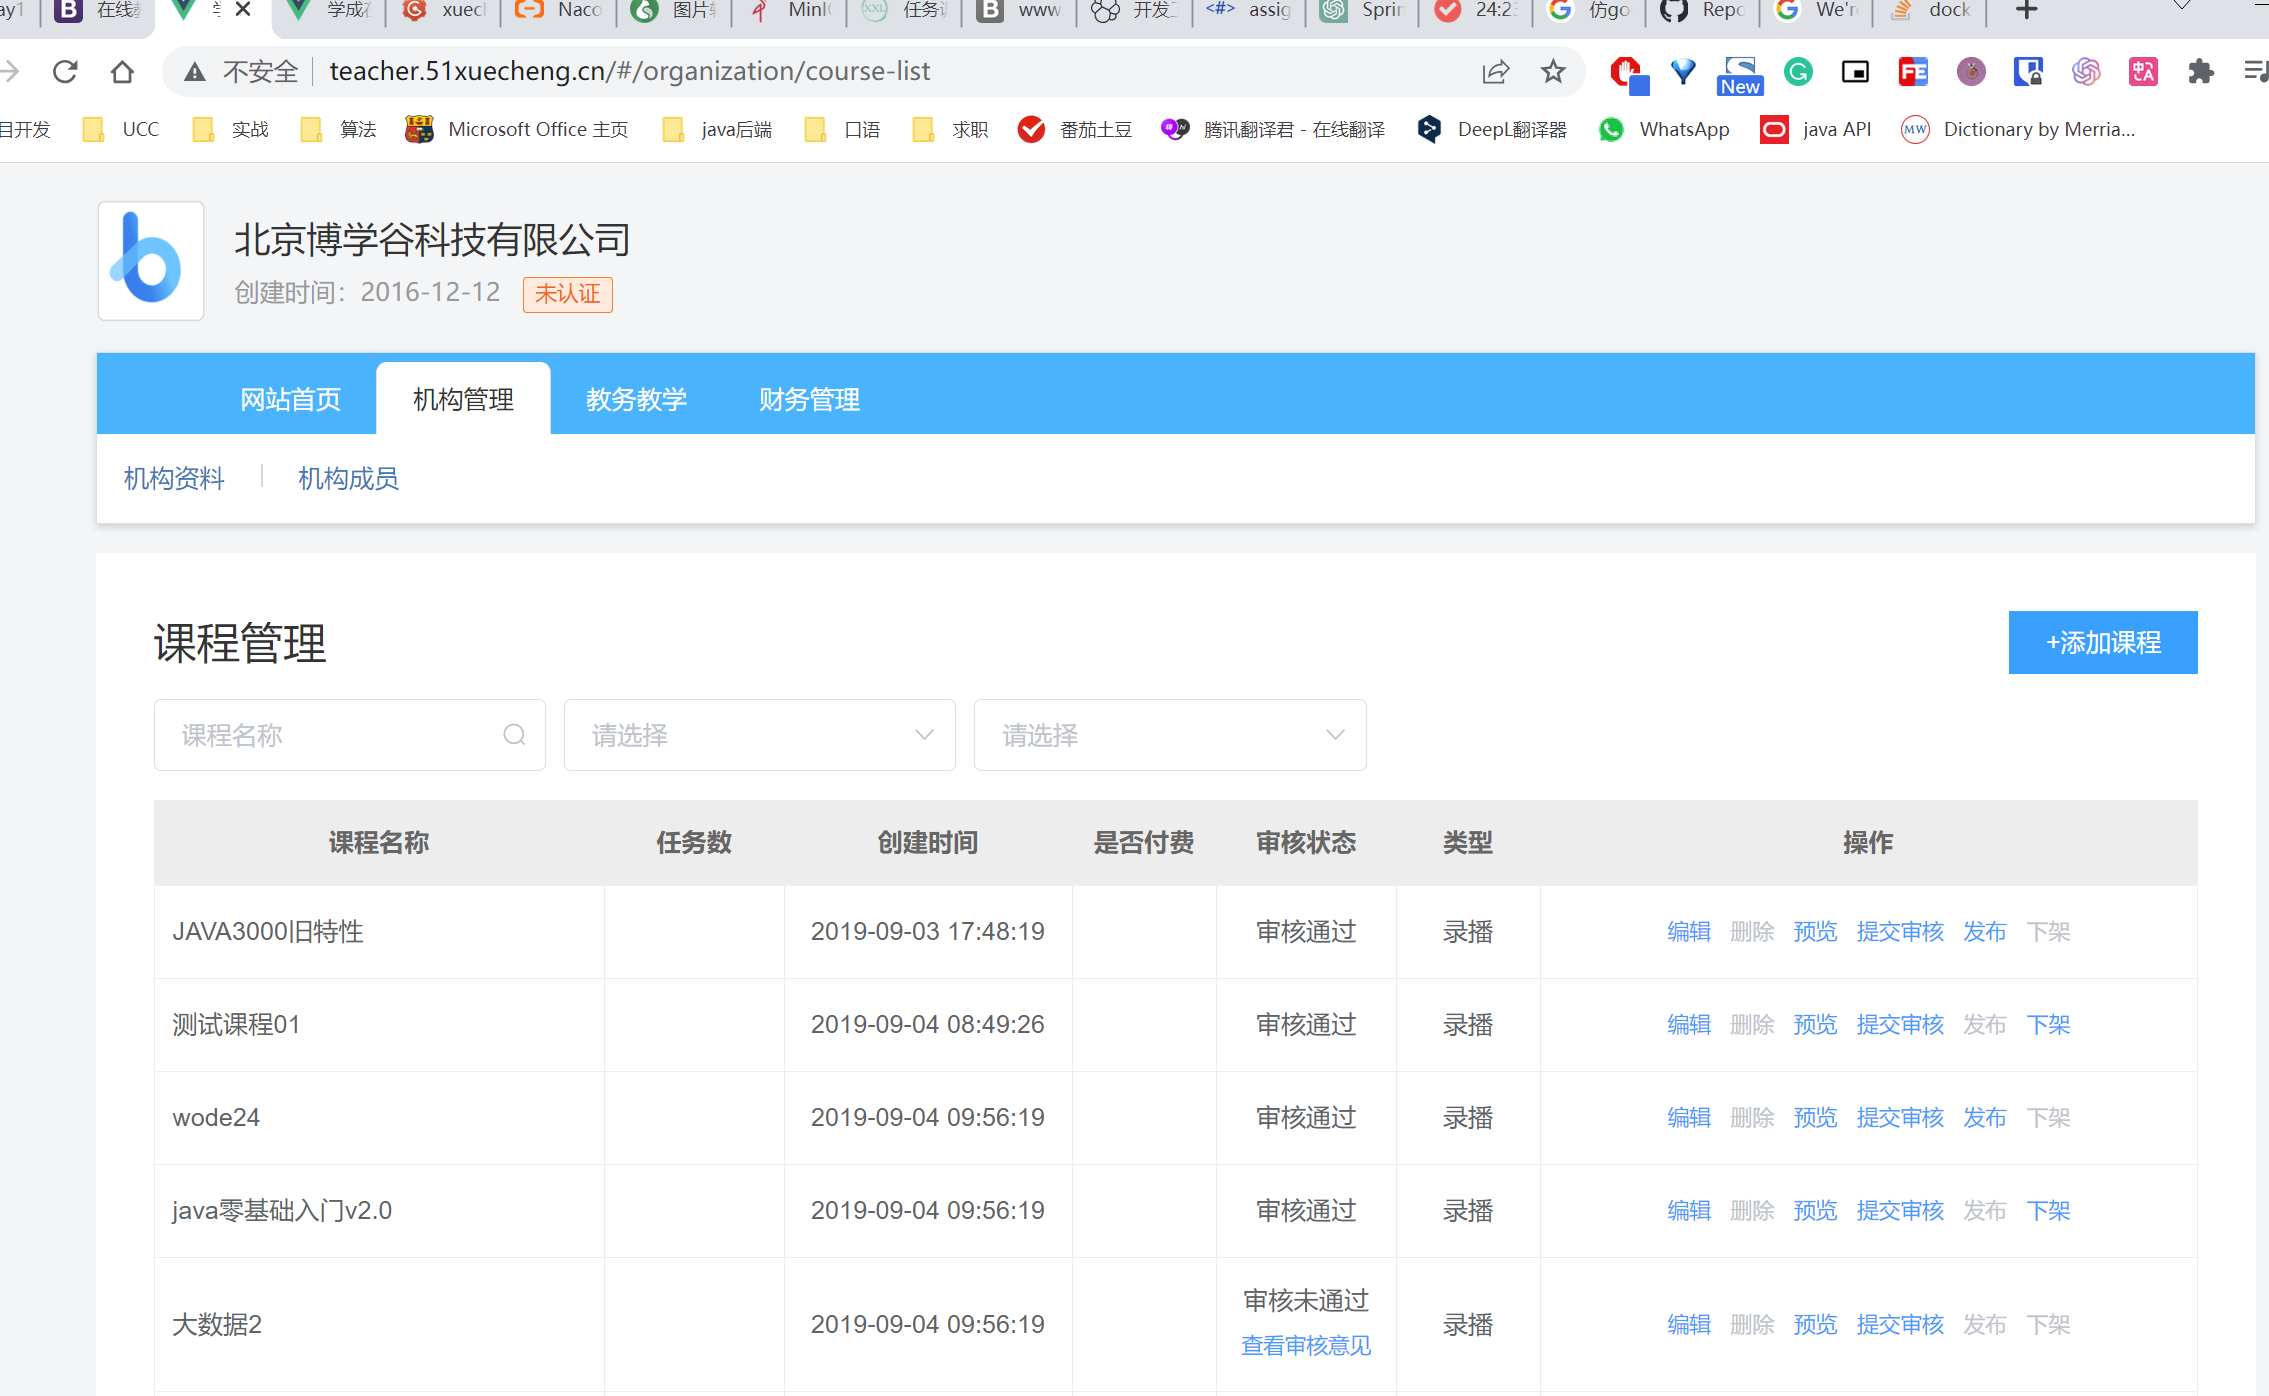 ay1 在线教 学 学成在 xuecl Naco 图片转 MinIO 任务调 www 开发工 <#> assig Sprin 24:23 仿go Repo We're dock
不安全 teacher.51xuecheng.cn/#/organization/course-list New
目开发 UCC 实战 算法 Microsoft Office 主页 java后端 口语 求职 番茄土豆 腾讯翻译君 - 在线翻译 DeepL翻译器 WhatsApp java API Dictionary by Merria...
北京博学谷科技有限公司
创建时间：2016-12-12 未认证
网站首页 机构管理 教务教学 财务管理
机构资料 机构成员
课程管理 +添加课程
课程名称 请选择 请选择
课程名称 任务数 创建时间 是否付费 审核状态 类型 操作
JAVA3000旧特性 2019-09-03 17:48:19 审核通过 录播 编辑 删除 预览 提交审核 发布 下架
测试课程01 2019-09-04 08:49:26 审核通过 录播 编辑 删除 预览 提交审核 发布 下架
wode24 2019-09-04 09:56:19 审核通过 录播 编辑 删除 预览 提交审核 发布 下架
java零基础入门v2.0 2019-09-04 09:56:19 审核通过 录播 编辑 删除 预览 提交审核 发布 下架
大数据2 2019-09-04 09:56:19 审核未通过 录播 编辑 删除 预览 提交审核 发布 下架
查看审核意见